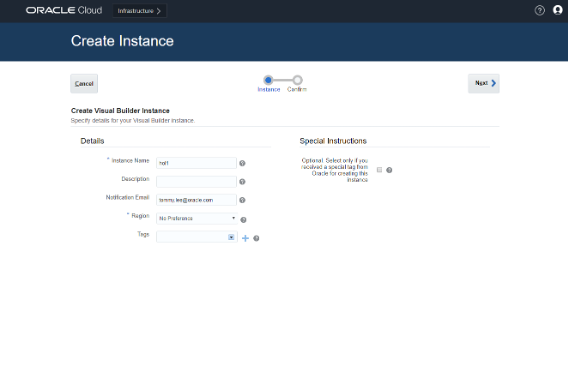 ORACLE Cloud
Infrastructure
Create Instance
Cancel
Instance
Confirm
Next
Create Visual Builder Instance
Specify details for your Visual Builder instance.
Details
* Instance Name
Description
Notification Email
tammy.lee@oracle.com
* Region
No Preference
Tags
Special Instructions
Optional. Select only if you
received a special tag from
Oracle for creating this
instance